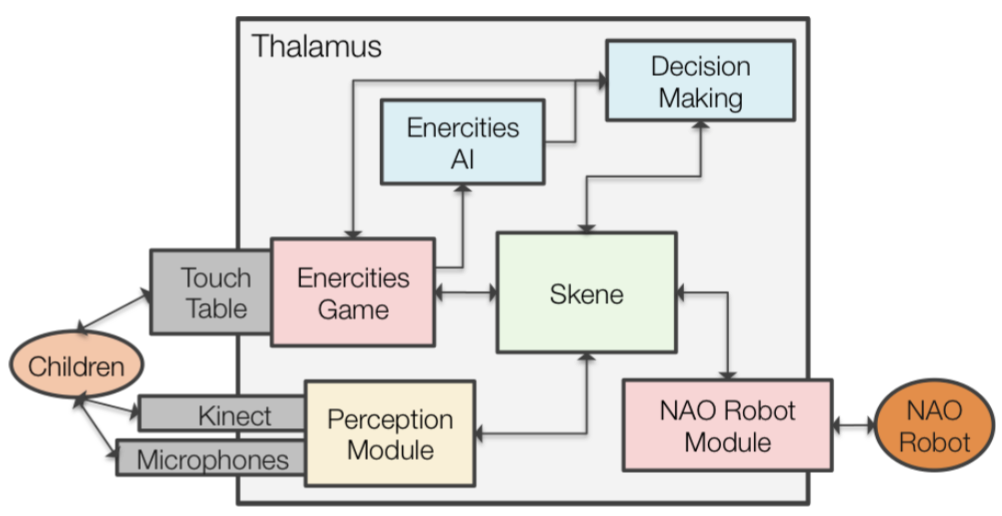 Thalamus
Decision
Making
Enercities
AI
Touch
Table
Enercities
Game
Skene
Children
Kinect
Microphones
Perception
Module
NAO Robot
Module
NAO
Robot